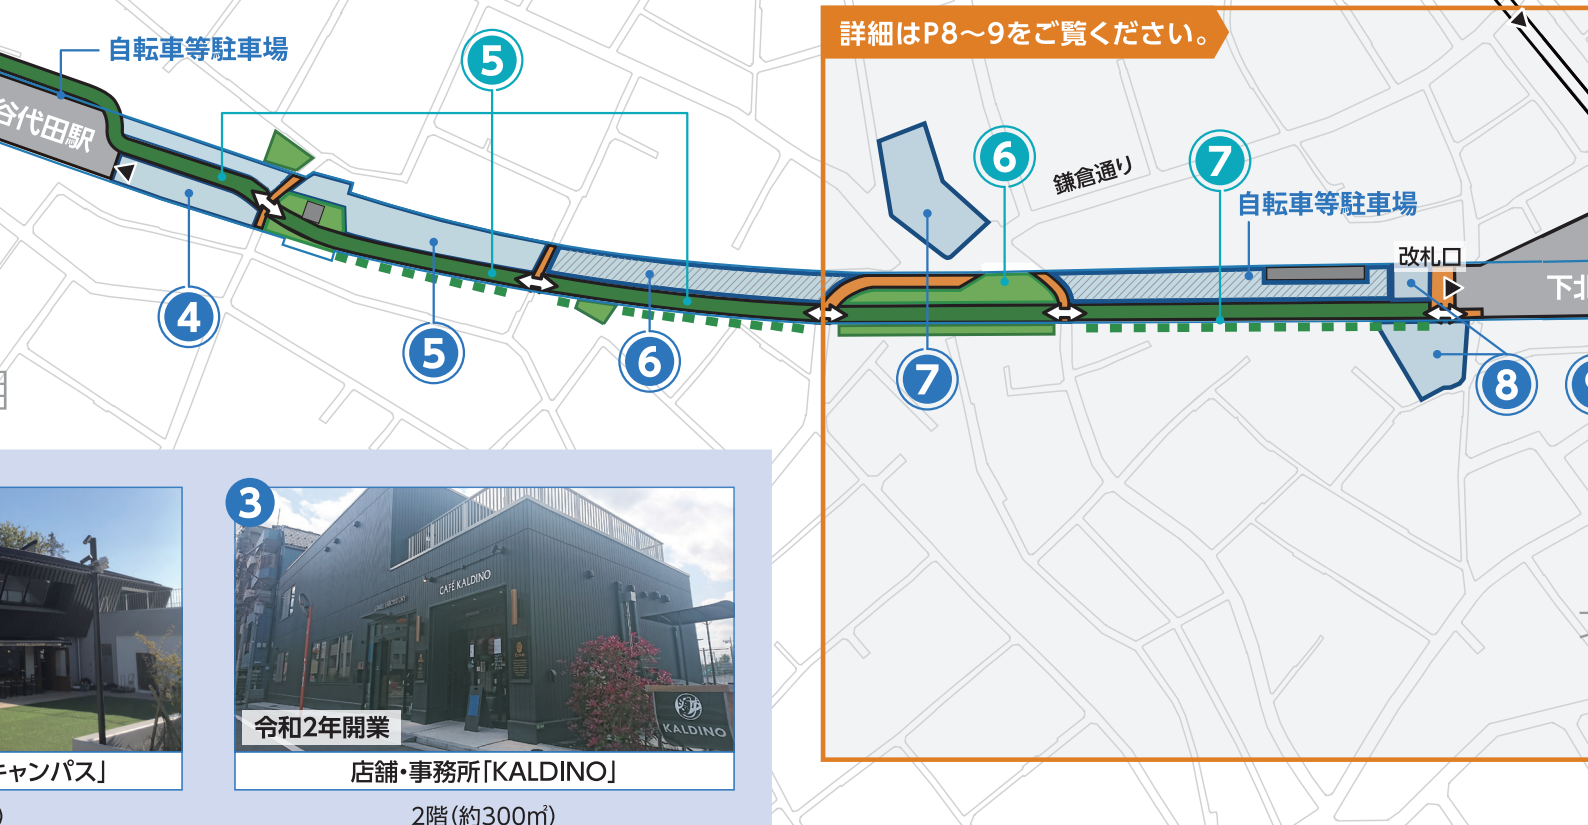 詳細はP8～9をご覧ください。
自転車等駐車場
5
谷代田駅
6
鎌倉通り
7
自転車等駐車場
改札口
下北
4
5
6
7
8
3
CAFÉ KALDINO
KALDINO
令和2年開業
キャンパス」
店舗・事務所「KALDINO」
2階(約300㎡)